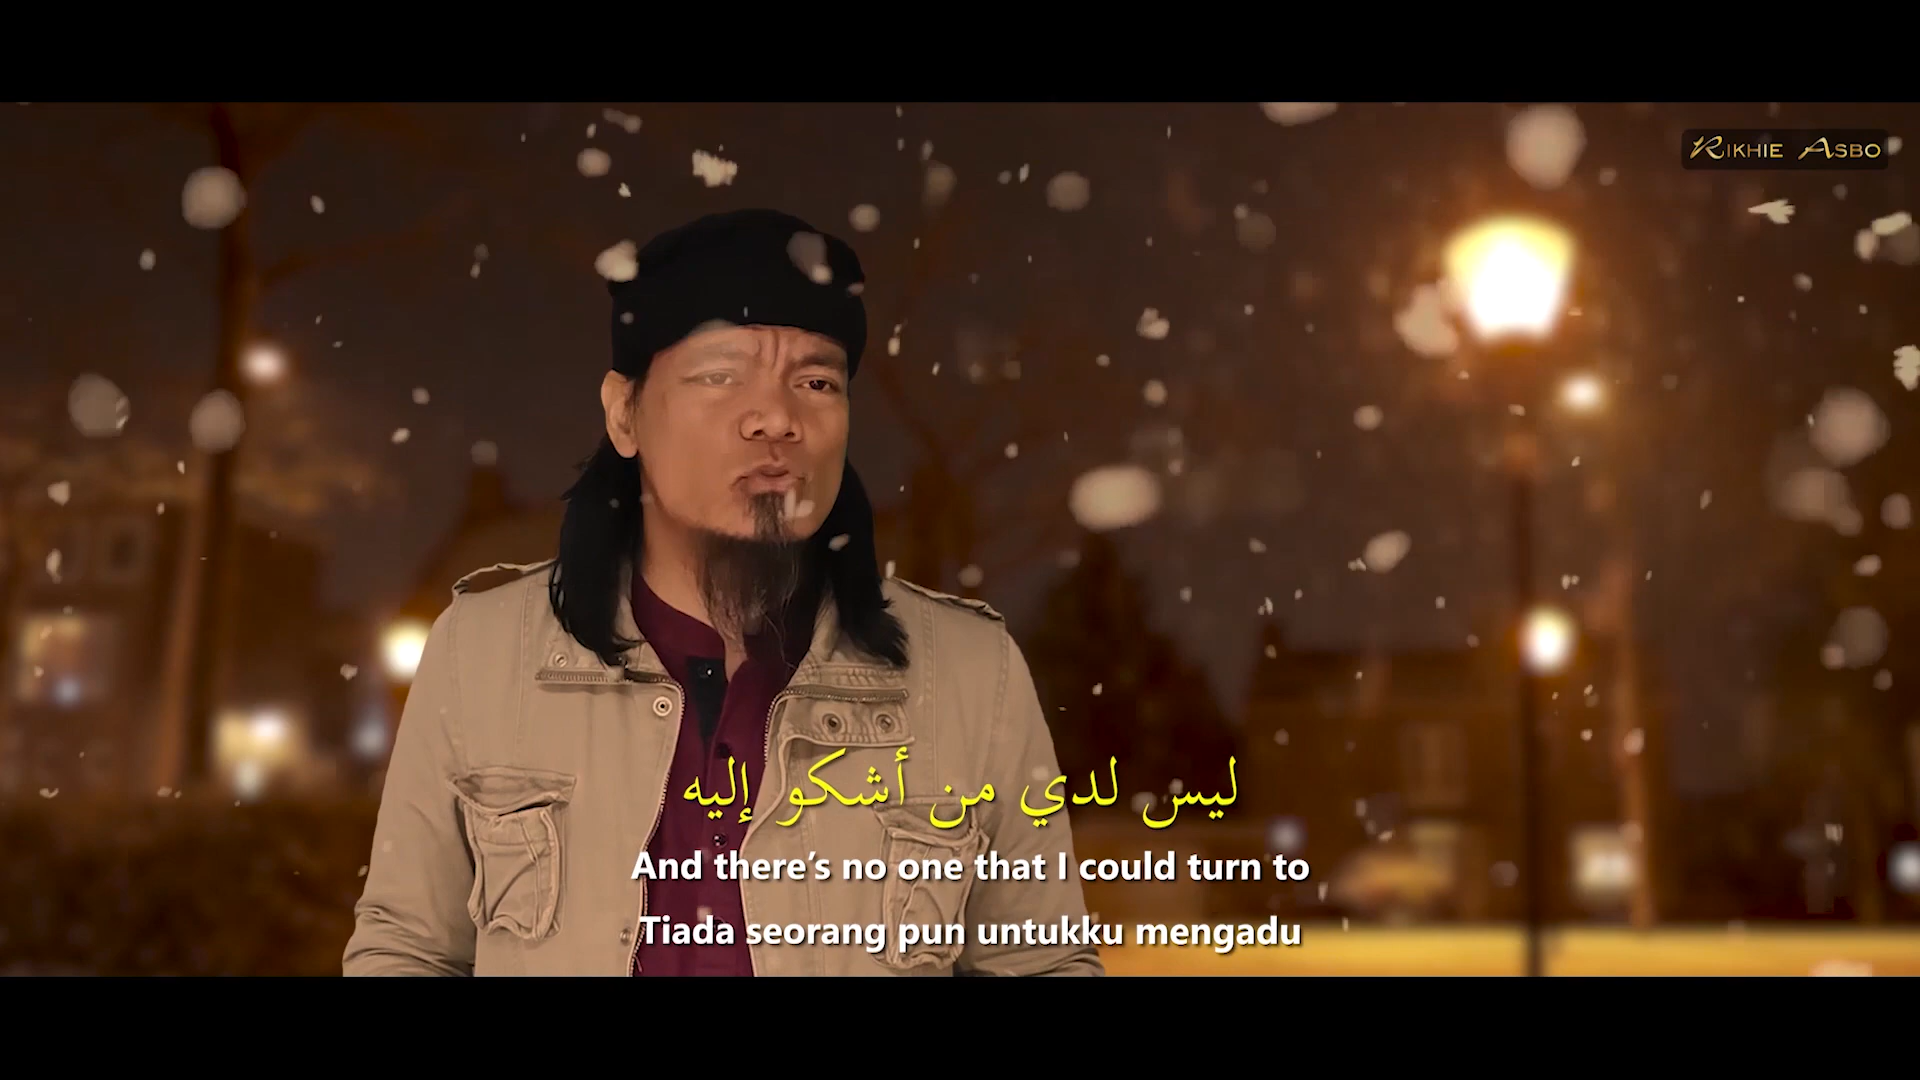 RIKHIE ASBO
ليس لدي من أشكو إليه
And there's no one that I could turn to
Tiada seorang pun untukku mengadu